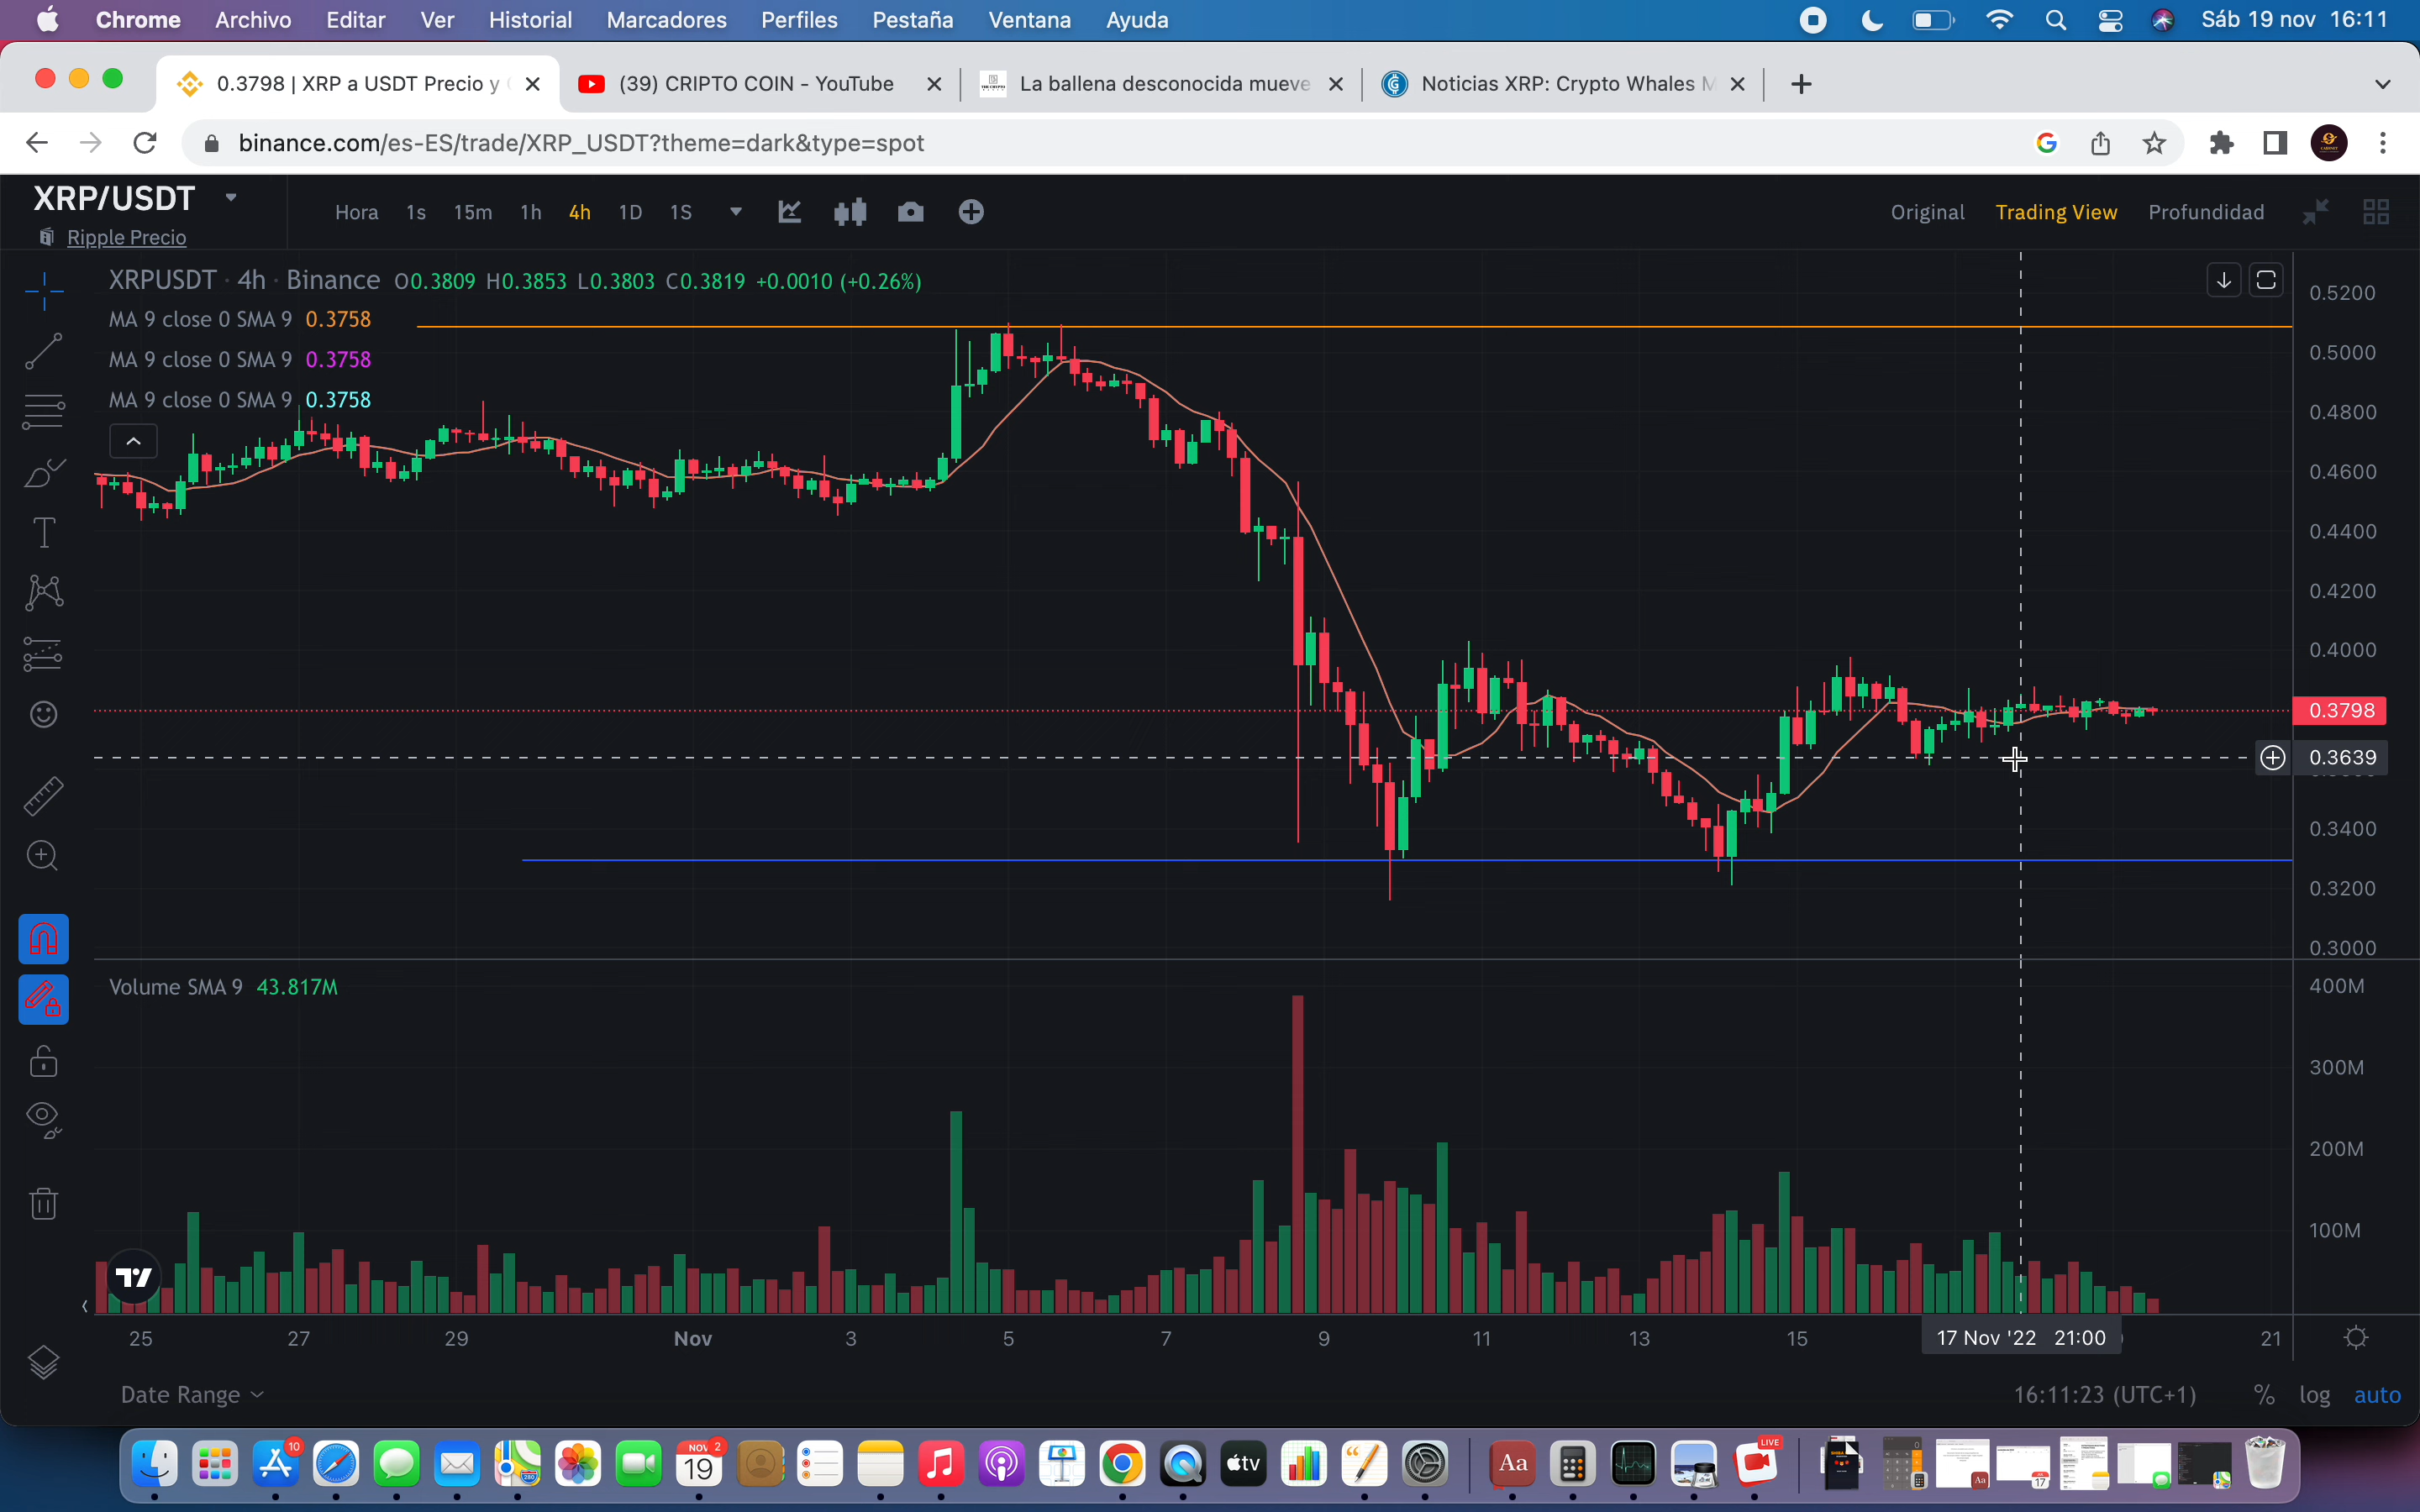 Chrome Archivo Editar Ver Historial Marcadores Perfiles Pestaña Ventana Ayuda Sáb 19 nov 16:11
0.3798 | XRP a USDT Precio y (39) CRIPTO COIN - YouTube La ballena desconocida mueve Noticias XRP: Crypto Whales M
binance.com/es-ES/trade/XRP_USDT?theme=dark&type=spot
XRP/USDT
Ripple Precio
Hora 1s 15m 1h 4h 1D 1S Original Trading View Profundidad
XRPUSDT · 4h · Binance O0.3809 H0.3853 L0.3803 C0.3819 +0.0010 (+0.26%)
MA 9 close 0 SMA 9 0.3758
MA 9 close 0 SMA 9 0.3758
MA 9 close 0 SMA 9 0.3758
0.5200
0.5000
0.4800
0.4600
0.4400
0.4200
0.4000
0.3798
0.3639
0.3400
0.3200
0.3000
Volume SMA 9 43.817M
400M
300M
200M
100M
25 27 29 Nov 3 5 7 9 11 13 15 17 Nov '22 21:00 21
Date Range 16:11:23 (UTC+1) % log auto
10
NOV 2
19
280
tv
Aa
LIVE